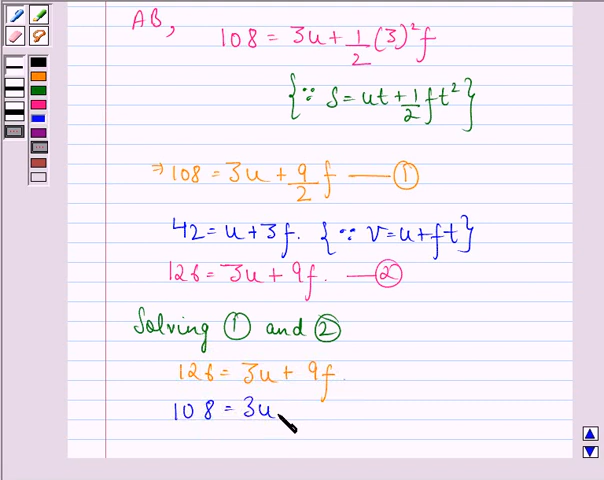 AB,
108 = 3u + 1/2 (3)² f
{∵ S = ut + 1/2 ft²}
⇒ 108 = 3u + 9/2 f —— ①
42 = u + 3f. {∵ v = u + ft}
126 = 3u + 9f. —— ②
Solving ① and ②
126 = 3u + 9f.
108 = 3u